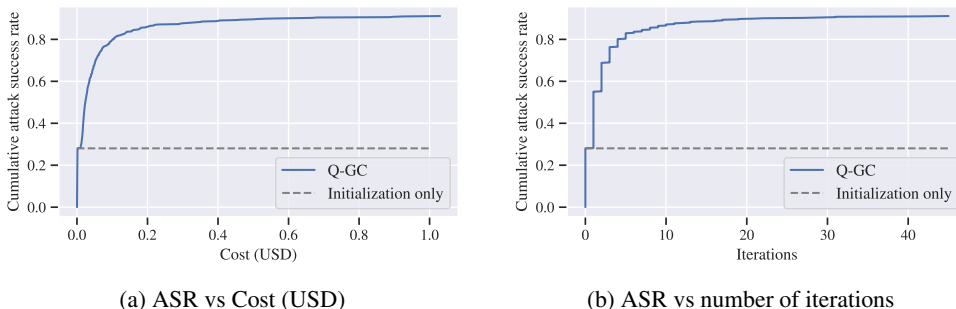 Cumulative attack success rate
0.8
0.6
0.4
0.2
0.0
Q-GC
Initialization only
0.0 0.2 0.4 0.6 0.8 1.0
Cost (USD)
(a) ASR vs Cost (USD)
Cumulative attack success rate
0.8
0.6
0.4
0.2
0.0
Q-GC
Initialization only
0 10 20 30 40
Iterations
(b) ASR vs number of iterations